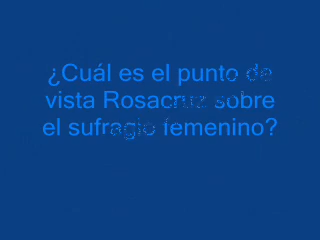 ¿Cuál es el punto de
vista Rosacruz sobre
el sufragio femenino?